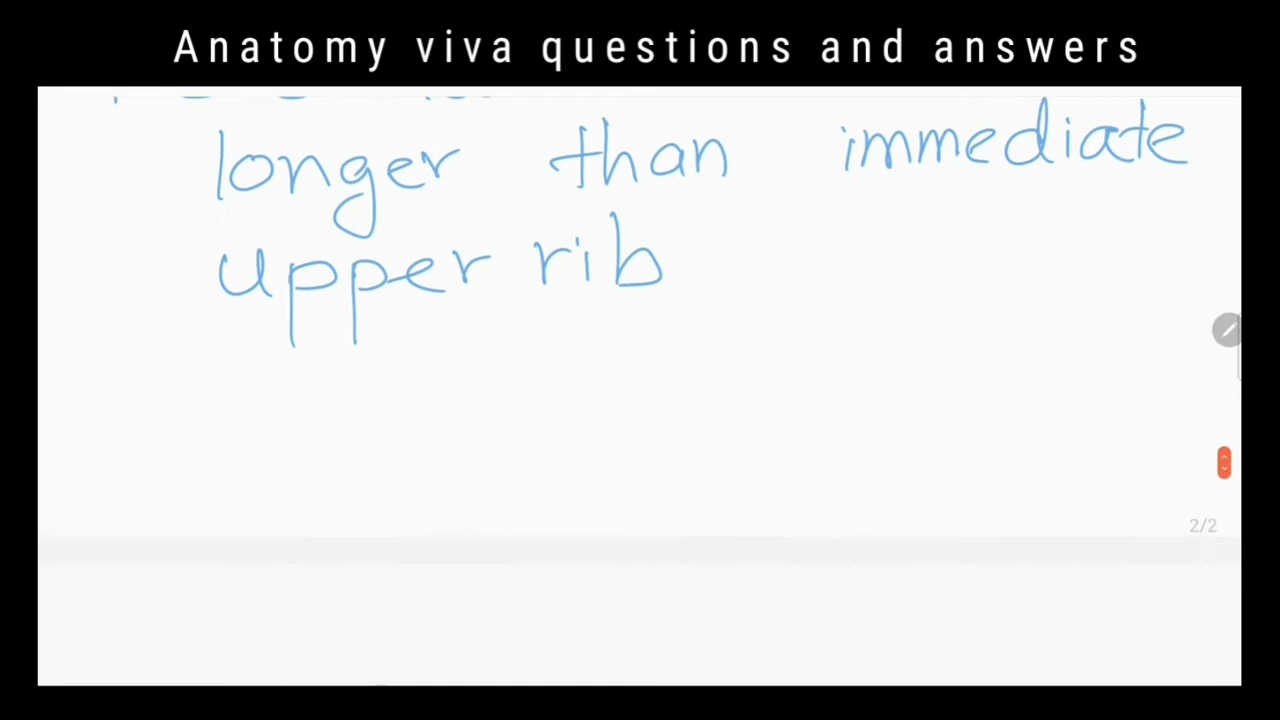 Anatomy viva questions and answers
longer than immediate
upper rib
2/2